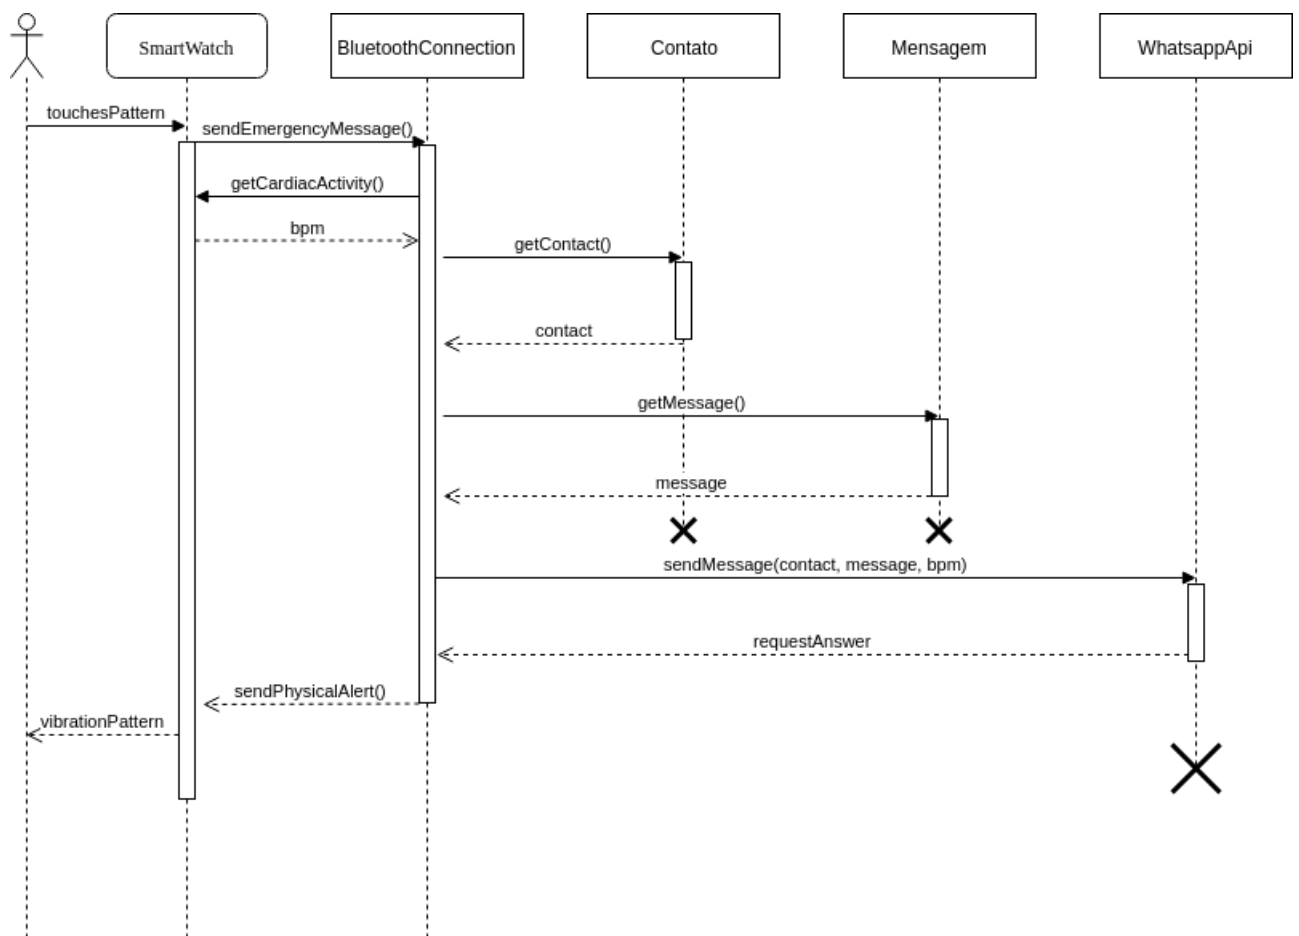 SmartWatch
BluetoothConnection
Contato
Mensagem
WhatsappApi
touchesPattern
sendEmergencyMessage()
getCardiacActivity()
bpm
getContact()
contact
getMessage()
message
sendMessage(contact, message, bpm)
requestAnswer
sendPhysicalAlert()
vibrationPattern